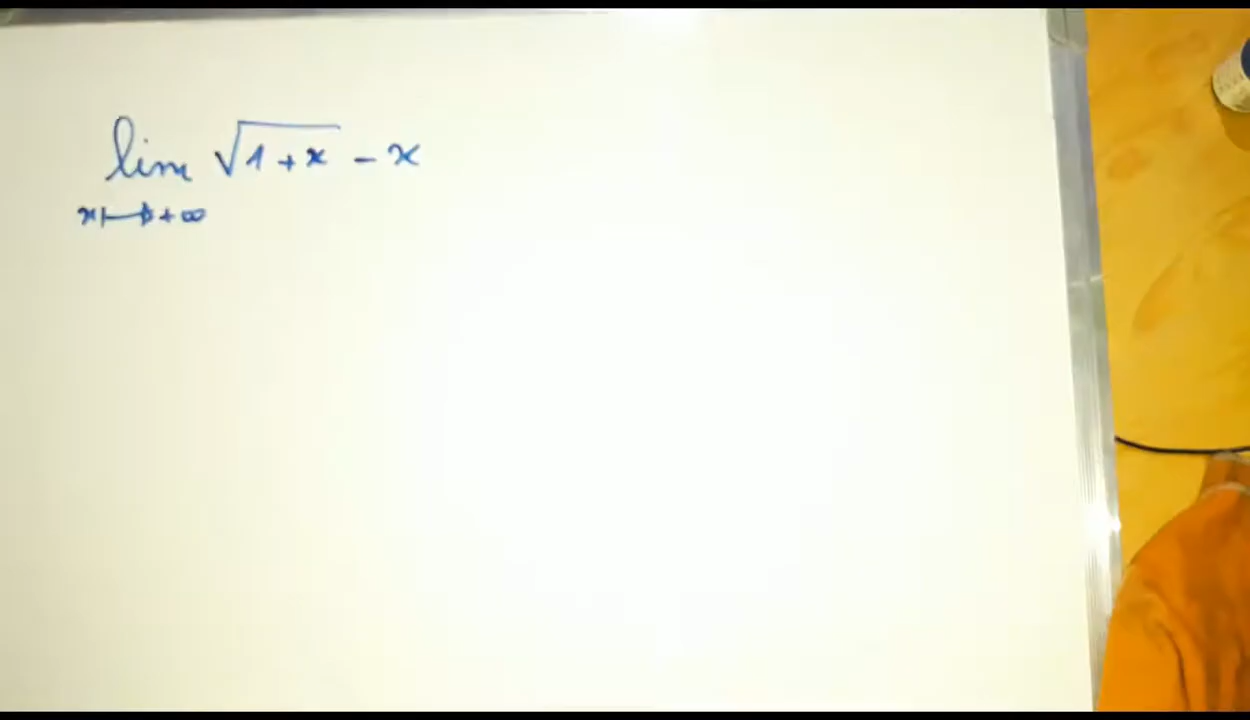 lim √(1+x) - x
x↦+∞